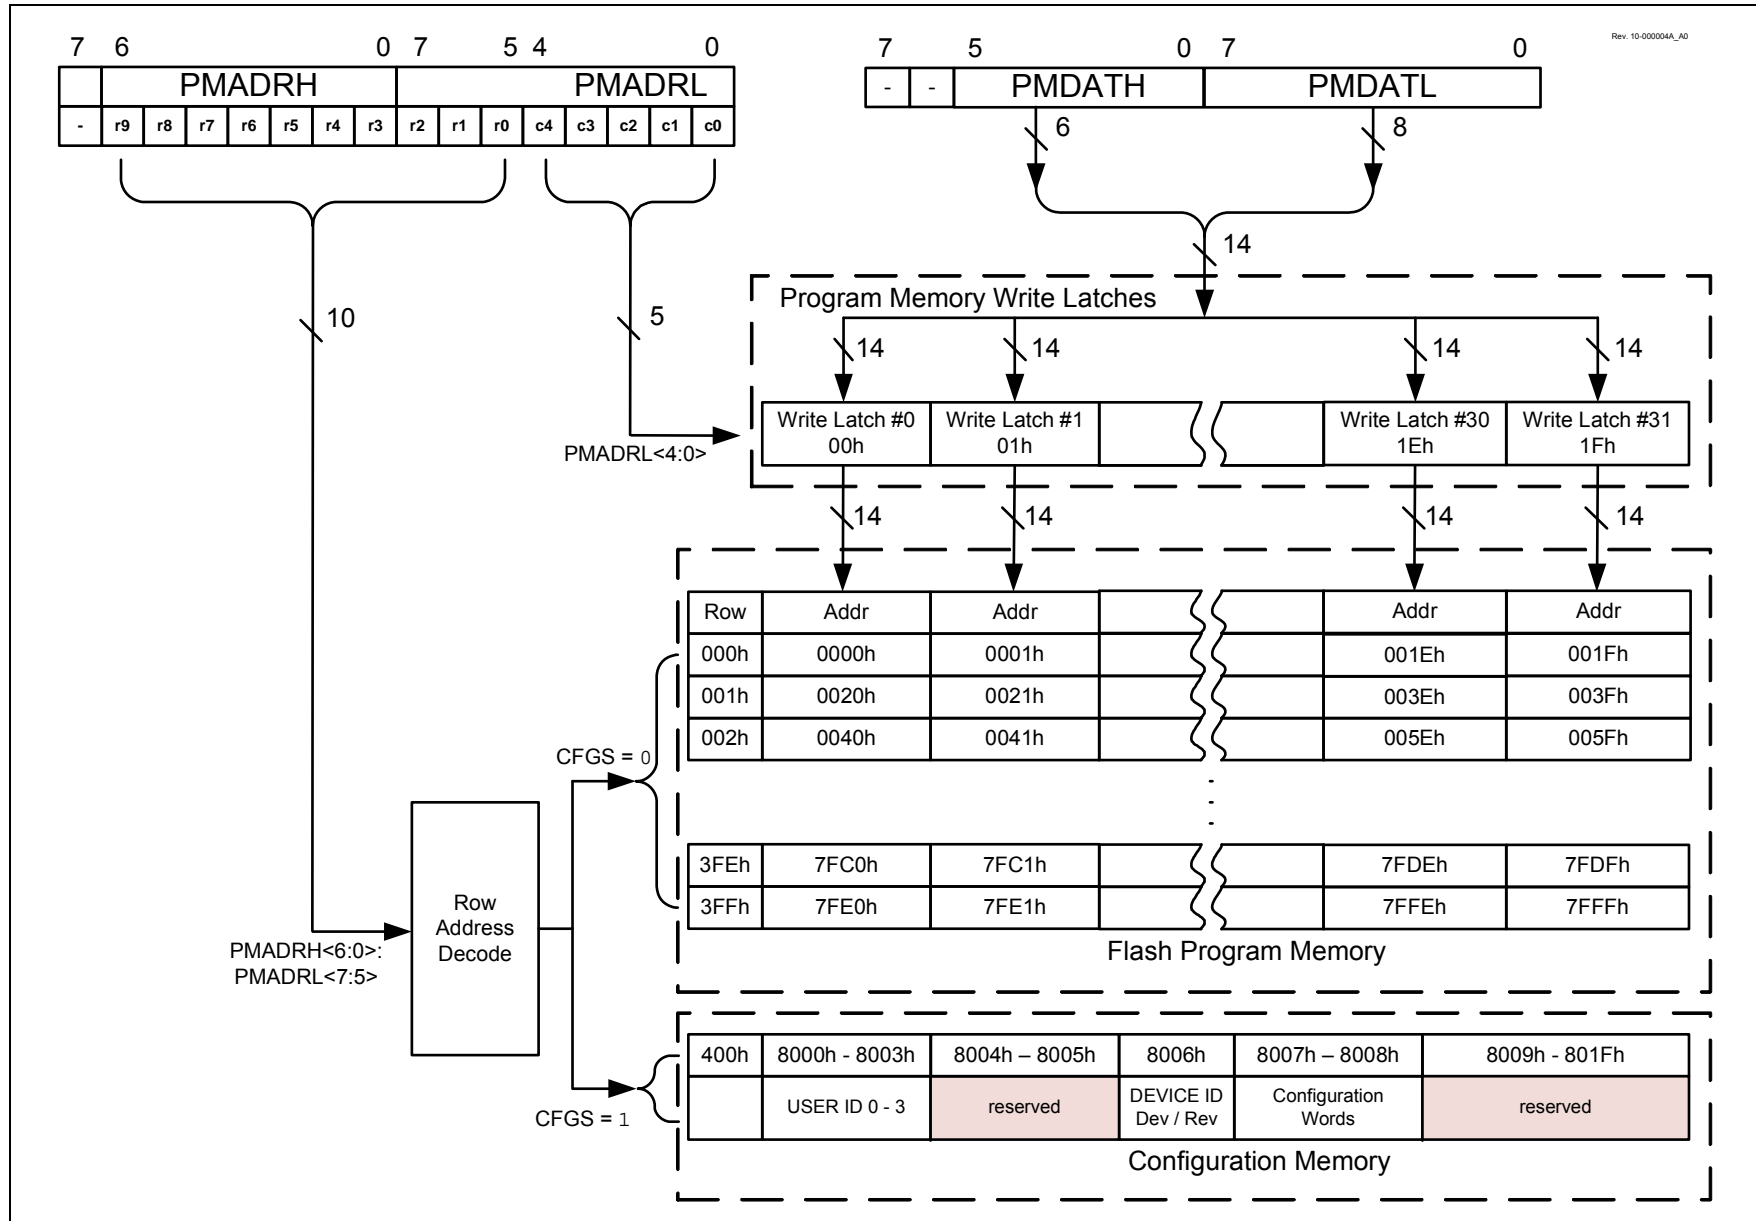 7 6 0 7 5 4 0
7 5 0 7 0
Rev. 10-000004A_A0
PMADRH PMADRL
- r9 r8 r7 r6 r5 r4 r3 r2 r1 r0 c4 c3 c2 c1 c0
- - PMDATH PMDATL
6 8
14
10
5
Program Memory Write Latches
14 14 14 14
Write Latch #0 Write Latch #1 Write Latch #30 Write Latch #31
00h 01h 1Eh 1Fh
PMADRL<4:0>
14 14 14 14
Row Addr Addr Addr Addr
000h 0000h 0001h 001Eh 001Fh
001h 0020h 0021h 003Eh 003Fh
002h 0040h 0041h 005Eh 005Fh
CFGS = 0
3FEh 7FC0h 7FC1h 7FDEh 7FDFh
3FFh 7FE0h 7FE1h 7FFEh 7FFFh
Flash Program Memory
Row
Address
Decode
PMADRH<6:0>:
PMADRL<7:5>
400h 8000h - 8003h 8004h – 8005h 8006h 8007h – 8008h 8009h - 801Fh
USER ID 0 - 3 reserved DEVICE ID Configuration reserved
Dev / Rev Words
CFGS = 1
Configuration Memory